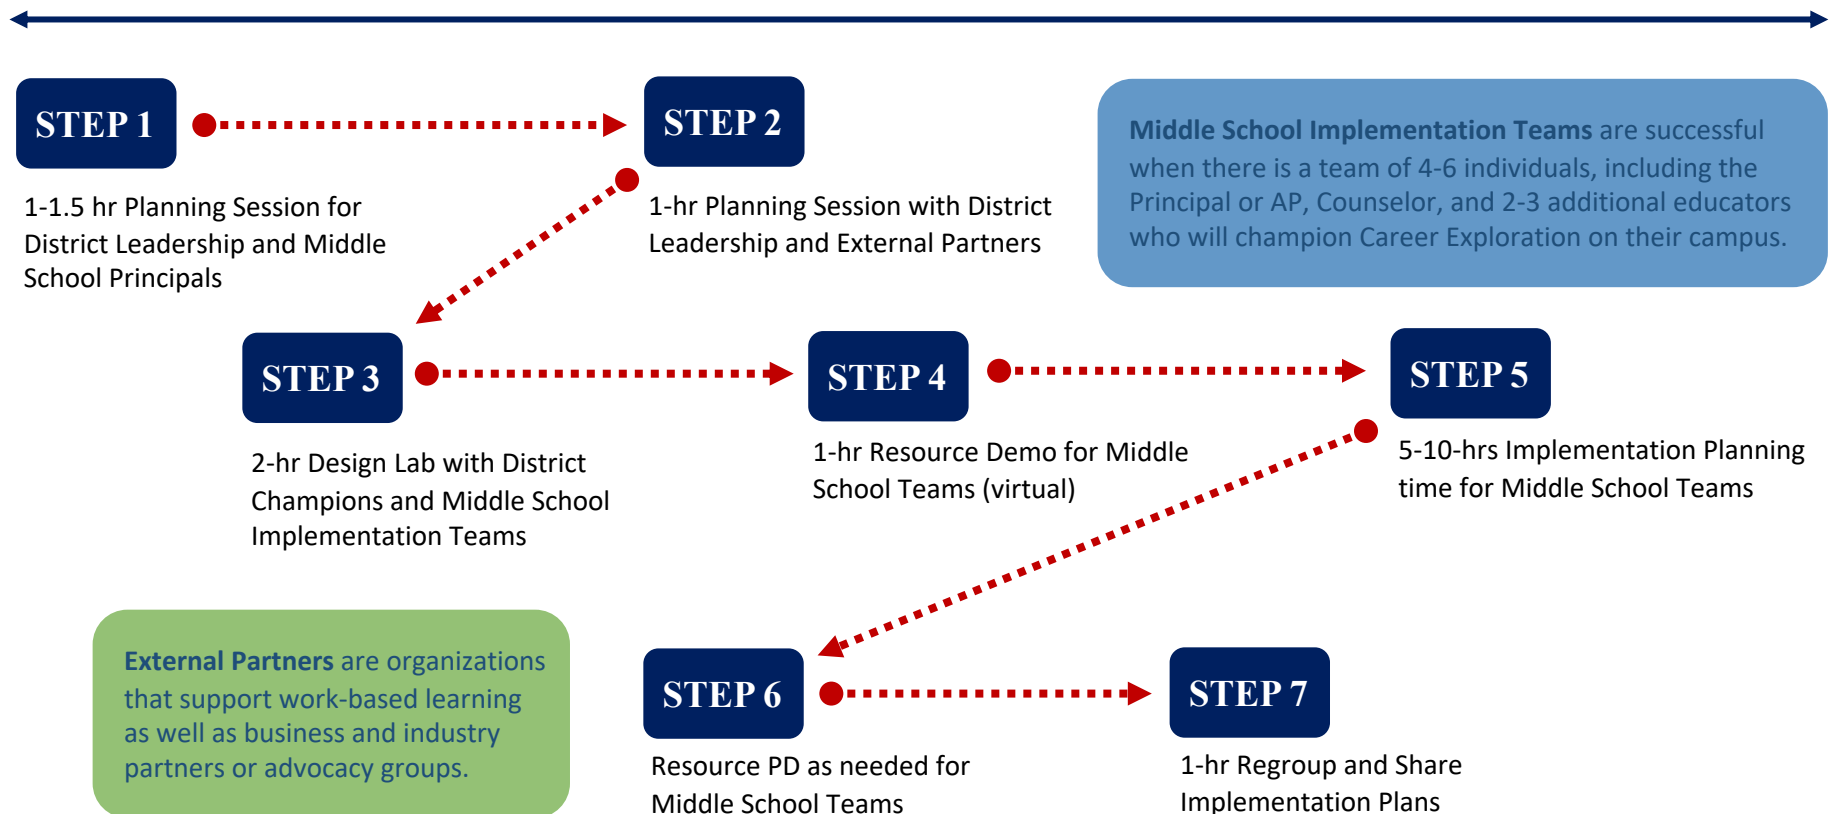 STEP 1
1-1.5 hr Planning Session for
District Leadership and Middle
School Principals
STEP 2
1-hr Planning Session with District
Leadership and External Partners
Middle School Implementation Teams are successful
when there is a team of 4-6 individuals, including the
Principal or AP, Counselor, and 2-3 additional educators
who will champion Career Exploration on their campus.
STEP 3
2-hr Design Lab with District
Champions and Middle School
Implementation Teams
STEP 4
1-hr Resource Demo for Middle
School Teams (virtual)
STEP 5
5-10-hrs Implementation Planning
time for Middle School Teams
External Partners are organizations
that support work-based learning
as well as business and industry
partners or advocacy groups.
STEP 6
Resource PD as needed for
Middle School Teams
STEP 7
1-hr Regroup and Share
Implementation Plans